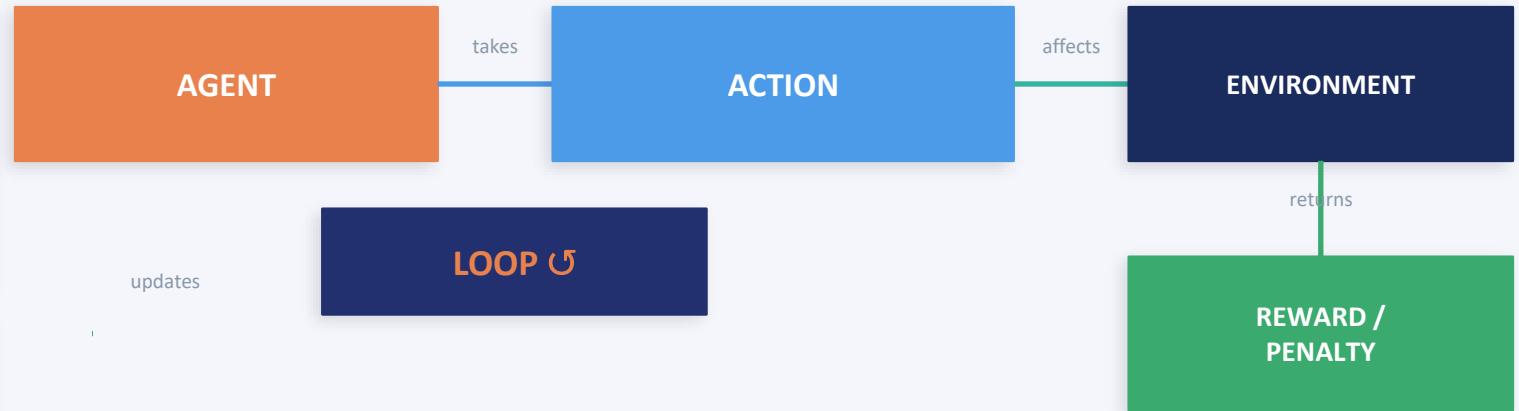 takes
affects
AGENT
ACTION
ENVIRONMENT
returns
LOOP ↺
updates
REWARD /
PENALTY